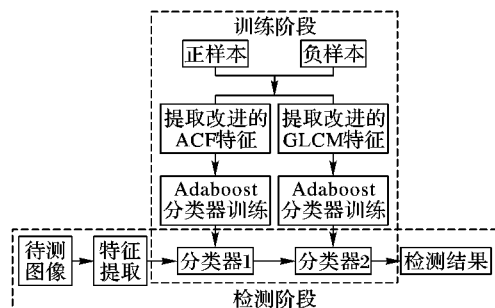 训练阶段
正样本
负样本
提取改进的
ACF特征
提取改进的
GLCM特征
Adaboost
分类器训练
Adaboost
分类器训练
待测
图像
特征
提取
分类器1
分类器2
检测结果
检测阶段